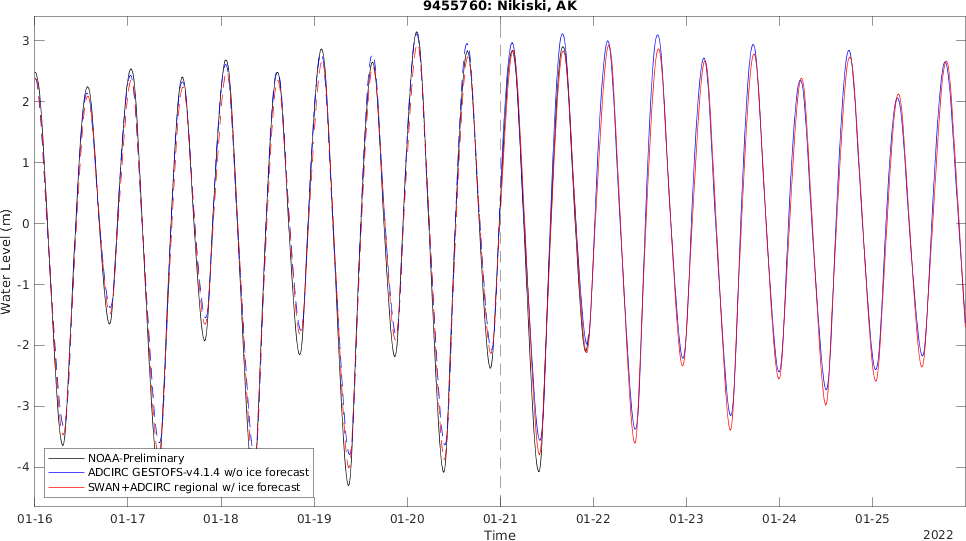 9455760: Nikiski, AK
Water Level (m)
3
2
1
0
-1
-2
-3
-4
NOAA-Preliminary
ADCIRC GESTOFS-v4.1.4 w/o ice forecast
SWAN+ADCIRC regional w/ ice forecast
01-16 01-17 01-18 01-19 01-20 01-21 01-22 01-23 01-24 01-25
Time
2022